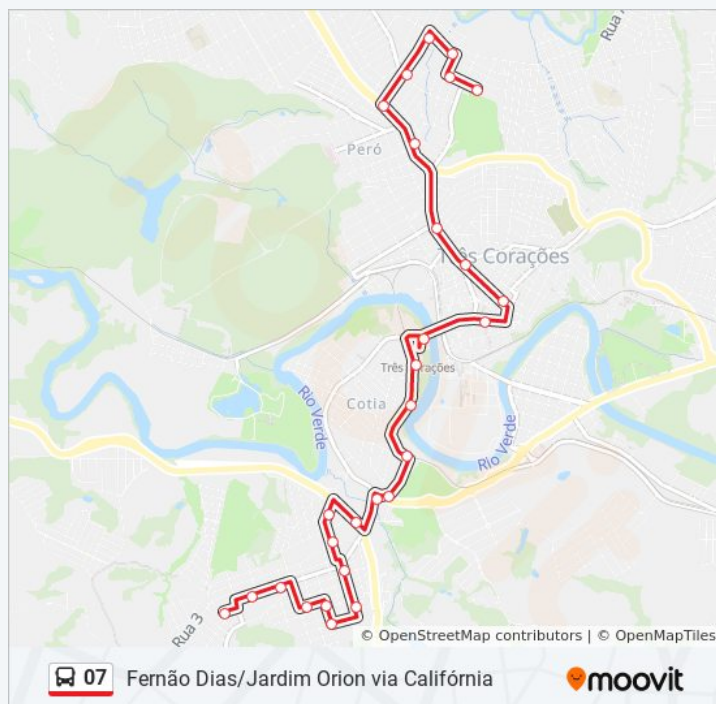 Rua
Peró
Três Corações
Três Corações
Cotia
Rio Verde
Rio Verde
Rua 3
© OpenStreetMap contributors | © OpenMapTiles
07 Fernão Dias/Jardim Orion via Califórnia moovit